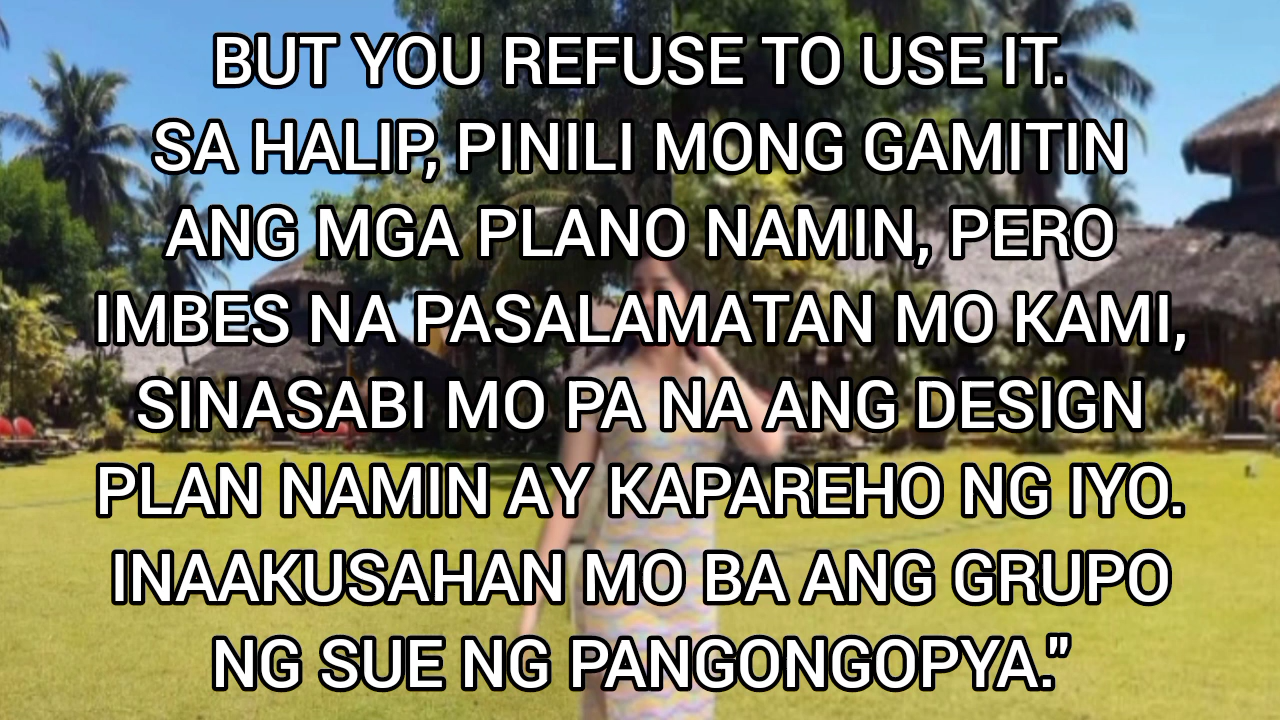 BUT YOU REFUSE TO USE IT.
SA HALIP, PINILI MONG GAMITIN
ANG MGA PLANO NAMIN, PERO
IMBES NA PASALAMATAN MO KAMI,
SINASABI MO PA NA ANG DESIGN
PLAN NAMIN AY KAPAREHO NG IYO.
INAAKUSAHAN MO BA ANG GRUPO
NG SUE NG PANGONGOPYA."